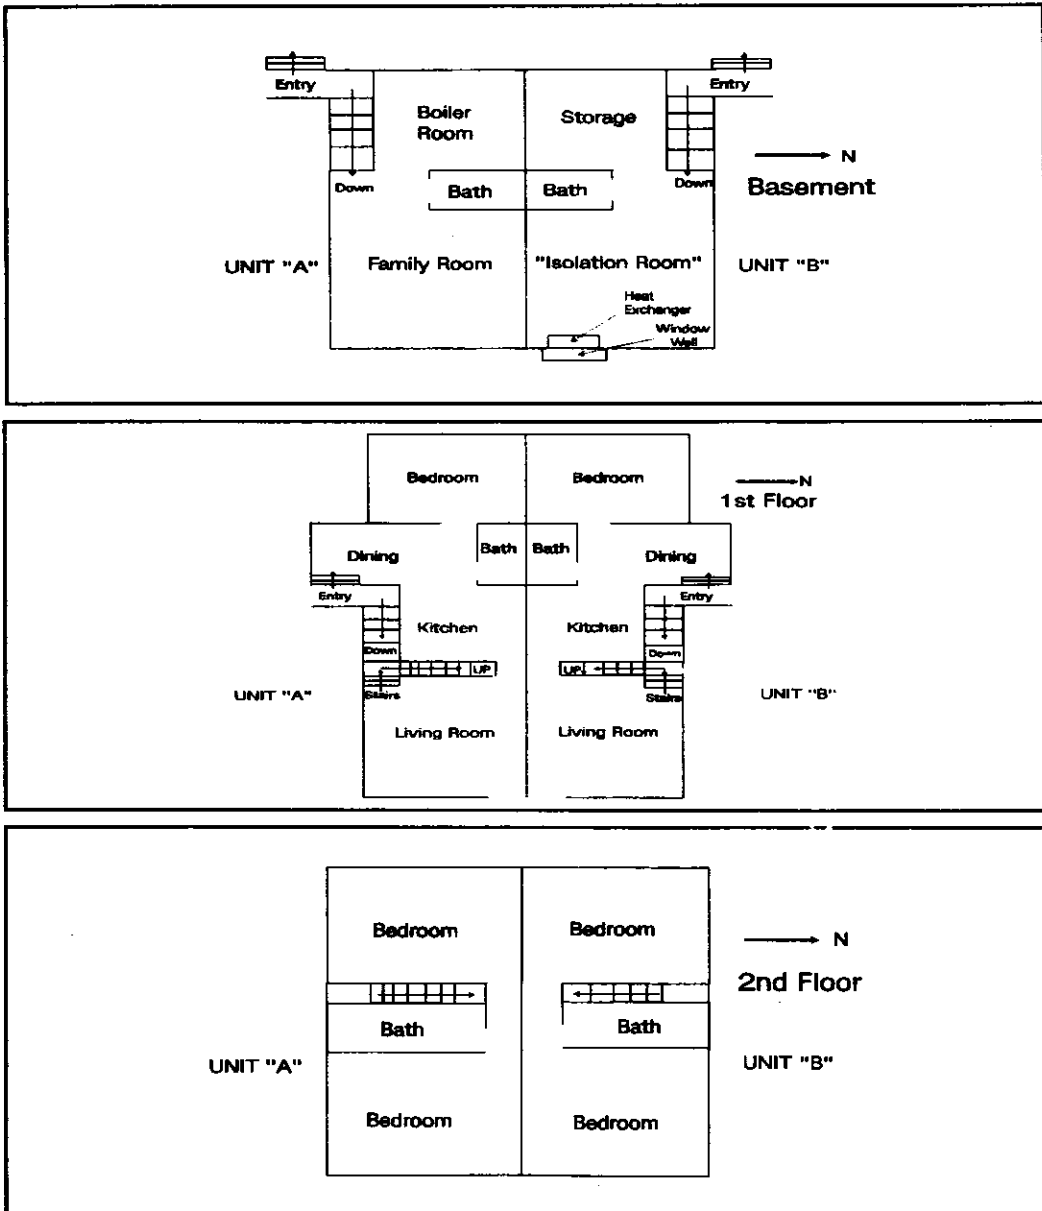 Entry
Entry
Boiler
Room
Storage
N
Basement
Down
Bath
Bath
Down
UNIT "A"
Family Room
"Isolation Room"
UNIT "B"
Heat
Exchanger
Window
Well
Bedroom
Bedroom
N
1st Floor
Dining
Bath
Bath
Dining
Entry
Entry
Kitchen
Kitchen
Down
Down
UP
UP
UNIT "A"
Stairs
Stairs
UNIT "B"
Living Room
Living Room
Bedroom
Bedroom
N
2nd Floor
Bath
Bath
UNIT "A"
UNIT "B"
Bedroom
Bedroom